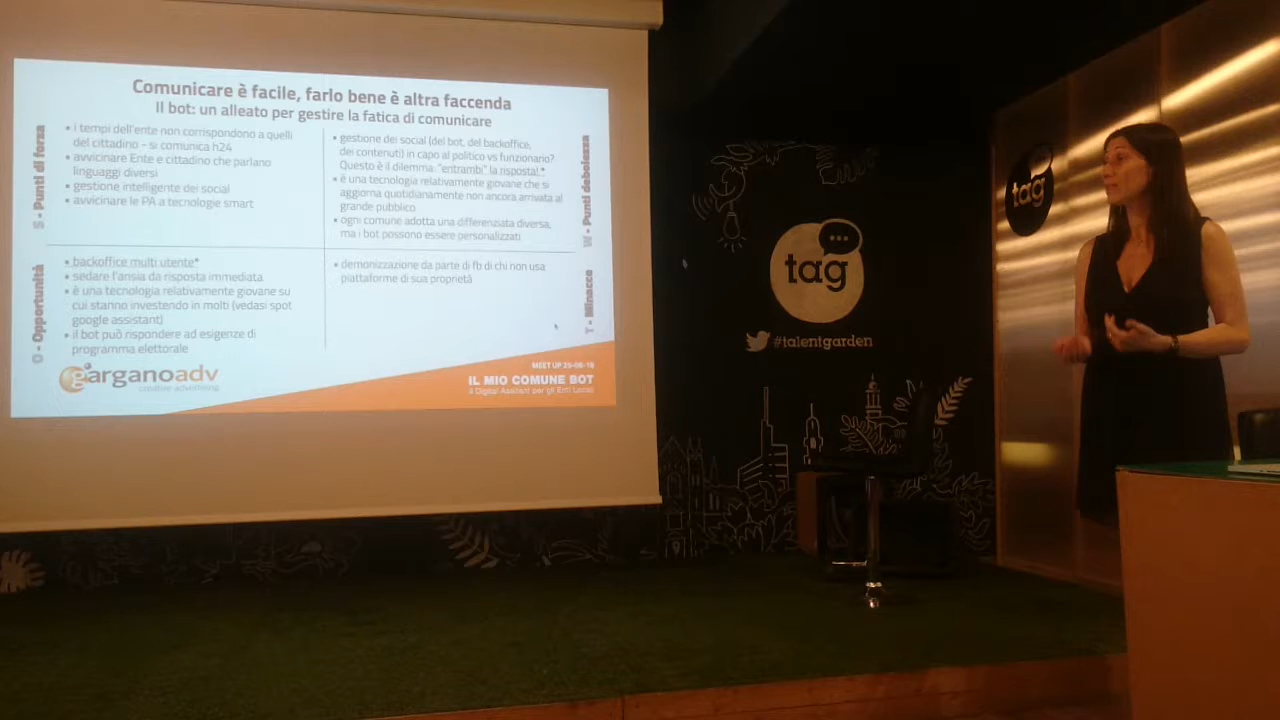 Comunicare è facile, farlo bene è altra faccenda
Il bot: un alleato per gestire la fatica di comunicare
S - Punti di forza
• i tempi dell'ente non corrispondono a quelli
del cittadino - si comunica h24
• avvicinare Ente e cittadino che parlano
linguaggi diversi
• gestione intelligente dei social
• avvicinare le PA a tecnologie smart
• gestione dei social (del bot, del backoffice,
dei contenuti) in capo al politico vs funzionario?
Questo è il dilemma: "entrambi" la risposta!.*
• è una tecnologia relativamente giovane che si
aggiorna quotidianamente non ancora arrivata al
grande pubblico
• ogni comune adotta una differenziata diversa,
ma i bot possono essere personalizzati
W - Punti debolezza
O - Opportunità
• backoffice multi utente*
• sedare l'ansia da risposta immediata
• è una tecnologia relativamente giovane su
cui stanno investendo in molti (vedasi spot
google assistant)
• il bot può rispondere ad esigenze di
programma elettorale
• demonizzazione da parte di fb di chi non usa
piattaforme di sua proprietà
T - Minacce
garganoadv
creative advertising
MEET UP 25-06-18
IL MIO COMUNE BOT
Il Digital Assistant per gli Enti Locali
tag
#talentgarden
tag